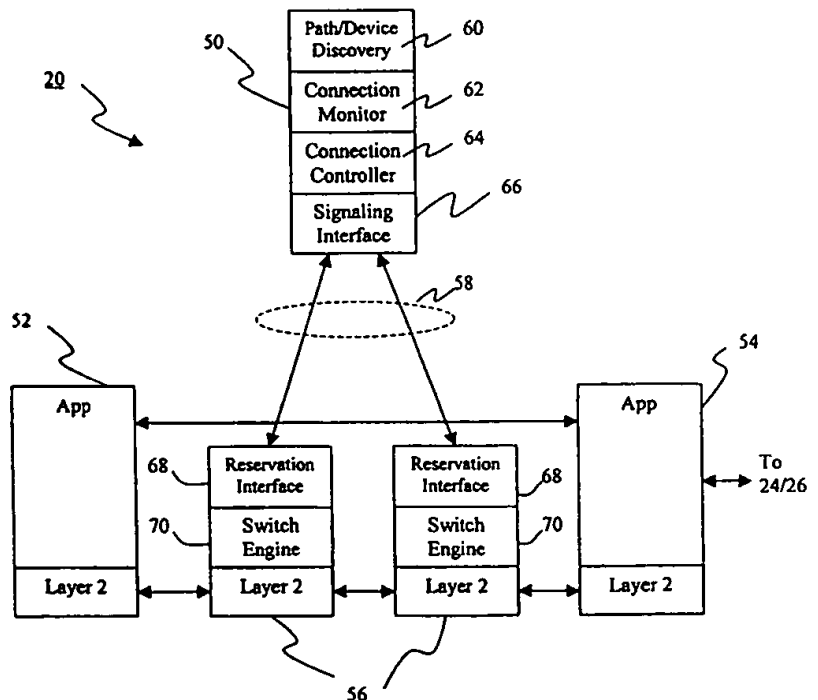 20
50
Path/Device
Discovery
60
Connection
Monitor
62
Connection
Controller
64
Signaling
Interface
66
58
52
54
App
App
68
Reservation
Interface
Reservation
Interface
68
To
24/26
70
Switch
Engine
Switch
Engine
70
Layer 2
Layer 2
Layer 2
Layer 2
56